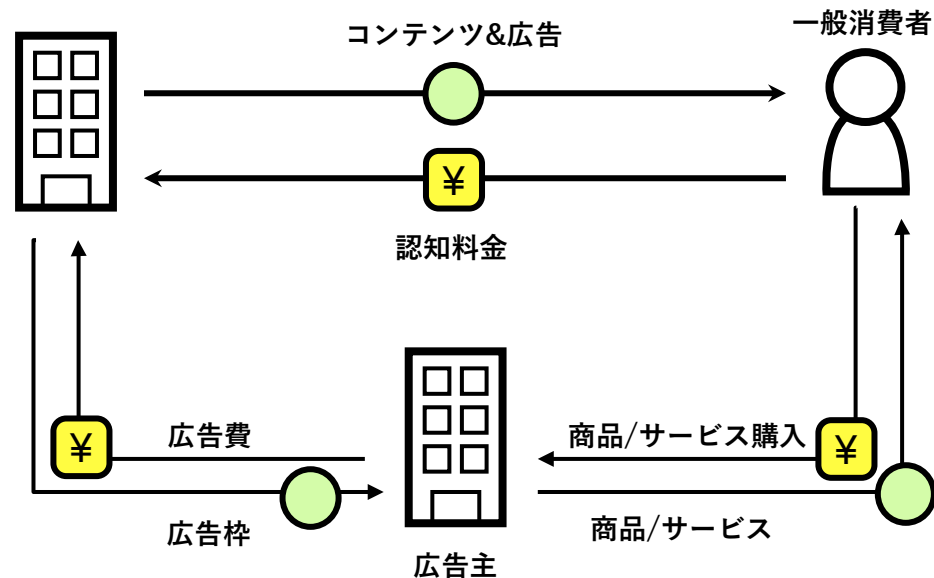 一般消費者
コンテンツ&広告
¥
認知料金
広告費
商品/サービス購入
¥
¥
広告枠
商品/サービス
広告主